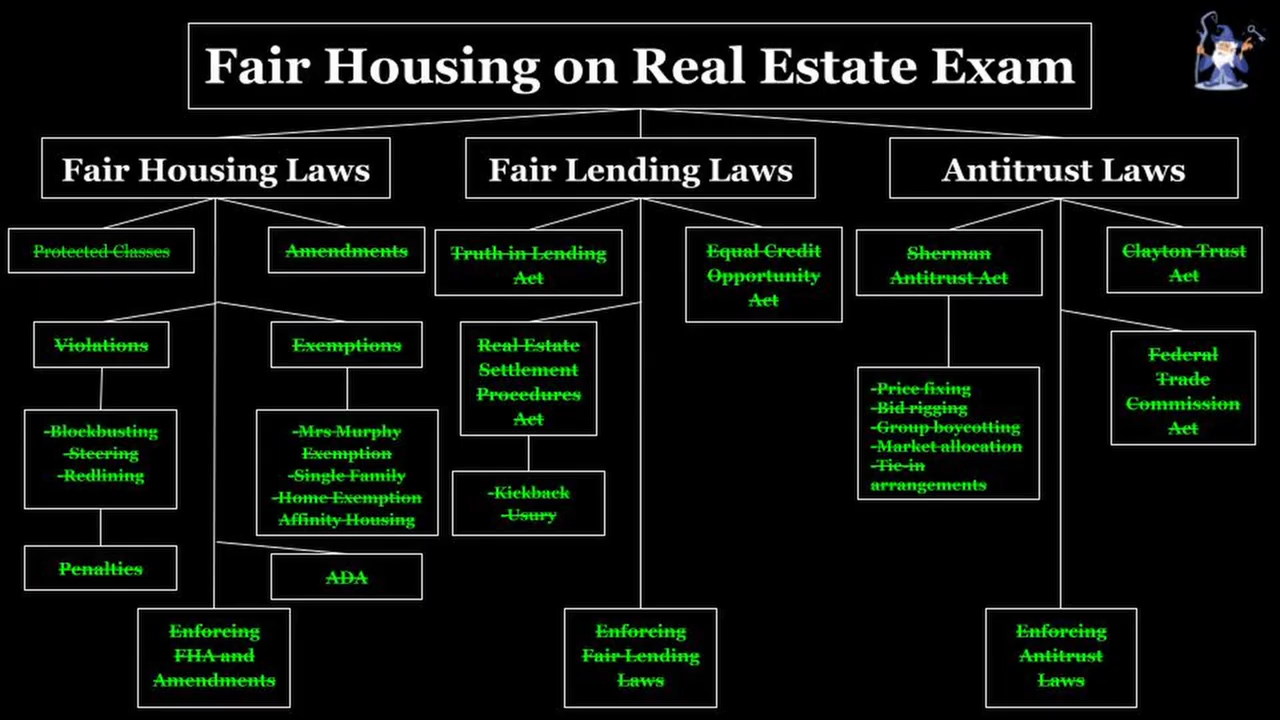 Fair Housing on Real Estate Exam
Fair Housing Laws
Fair Lending Laws
Antitrust Laws
Protected Classes
Amendments
Violations
Exemptions
-Blockbusting
-Steering
-Redlining
-Mrs Murphy
Exemption
-Single Family
-Home Exemption
Affinity Housing
Penalties
ADA
Enforcing
FHA and
Amendments
Truth in Lending
Act
Equal Credit
Opportunity
Act
Real Estate
Settlement
Procedures
Act
-Kickback
-Usury
Enforcing
Fair Lending
Laws
Sherman
Antitrust Act
Clayton Trust
Act
-Price fixing
-Bid rigging
-Group boycotting
-Market allocation
-Tie-in
arrangements
Federal
Trade
Commission
Act
Enforcing
Antitrust
Laws